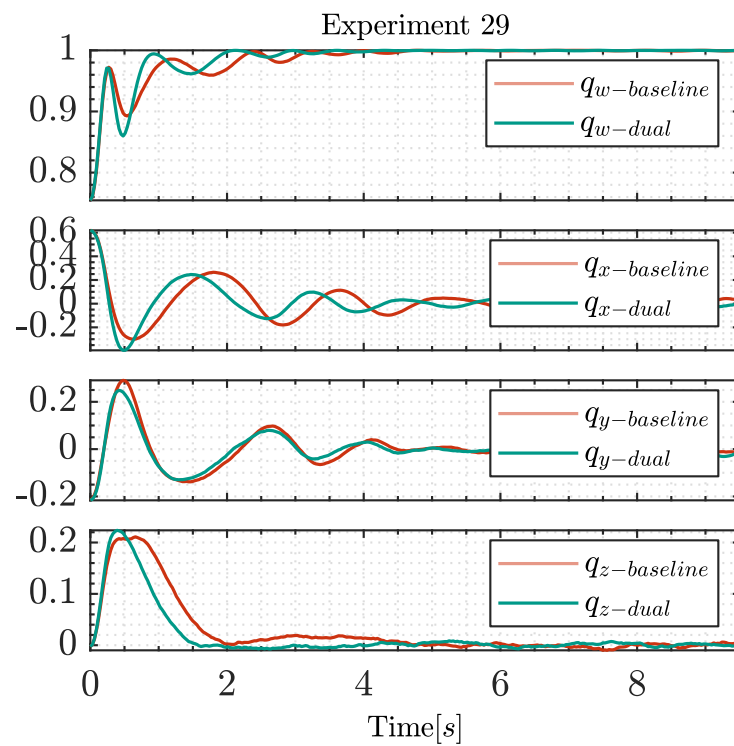 Experiment 29
1
0.9
0.8
q_{w-baseline}
q_{w-dual}
0.6
0.4
0.2
0
-0.2
q_{x-baseline}
q_{x-dual}
0.2
0
-0.2
q_{y-baseline}
q_{y-dual}
0.2
0.1
0
q_{z-baseline}
q_{z-dual}
0 2 4 6 8
Time[s]